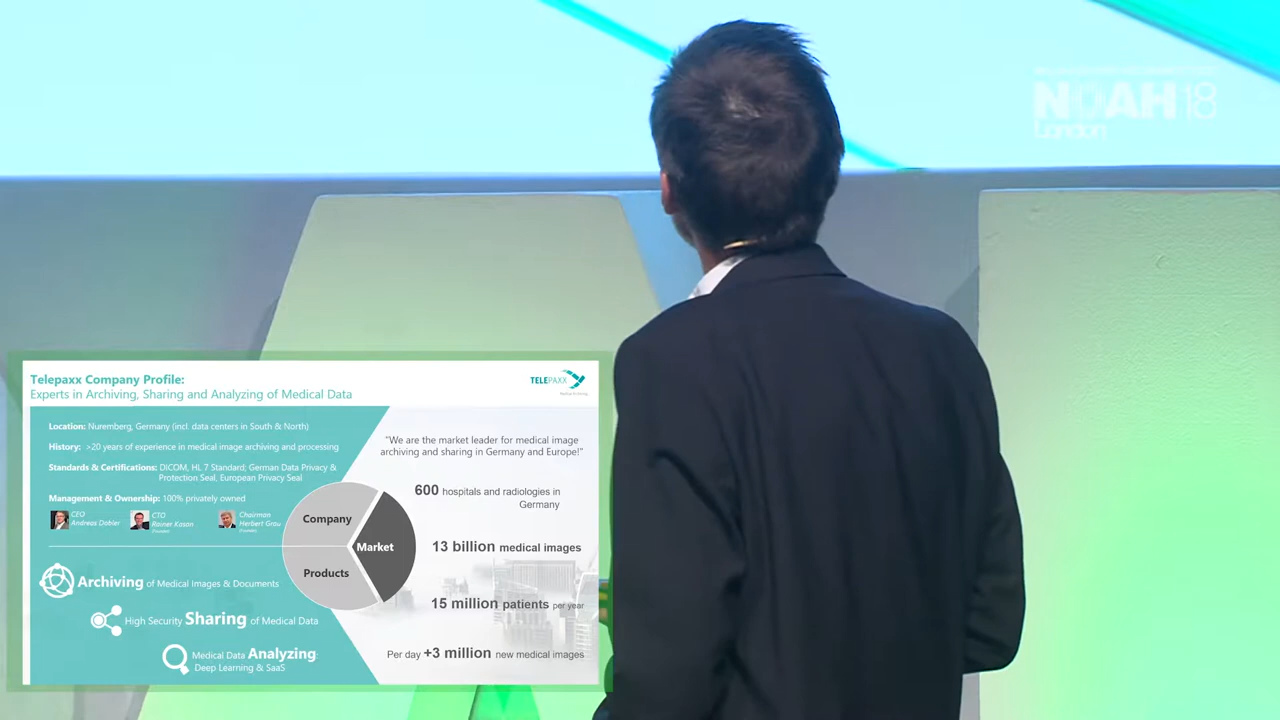 NOAH18
London
Telepaxx Company Profile:
Experts in Archiving, Sharing and Analyzing of Medical Data
TELEPAXX
Location: Nuremberg, Germany (incl. data centers in South & North)
History: >20 years of experience in medical image archiving and processing
Standards & Certifications: DICOM, HL 7 Standard; German Data Privacy &
Protection Seal, European Privacy Seal
Management & Ownership: 100% privately owned
CEO
Andreas Dobler
CTO
Rainer Kasan
Chairman
Herbert Grau
"We are the market leader for medical image
archiving and sharing in Germany and Europe!"
600 hospitals and radiologies in
Germany
13 billion medical images
15 million patients per year
Per day +3 million new medical images
Company
Market
Products
Archiving of Medical Images & Documents
High Security Sharing of Medical Data
Medical Data Analyzing:
Deep Learning & SaaS